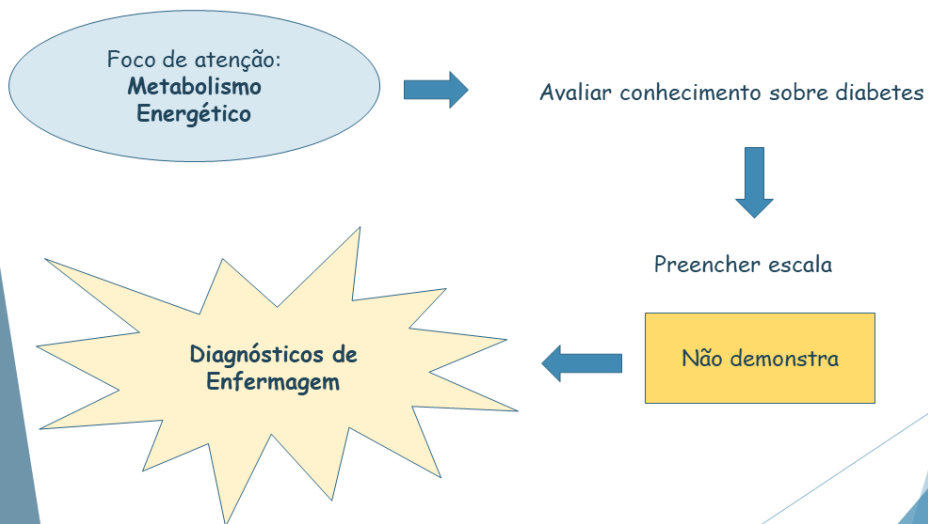 Foco de atenção:
Metabolismo
Energético
Avaliar conhecimento sobre diabetes
Preencher escala
Não demonstra
Diagnósticos de
Enfermagem